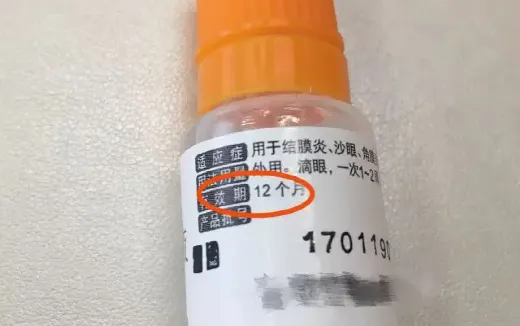 适应症 用于结膜炎、沙眼、角膜
用法用量 外用。滴眼，一次1~2
有效期 12个月
产品批号
1701190